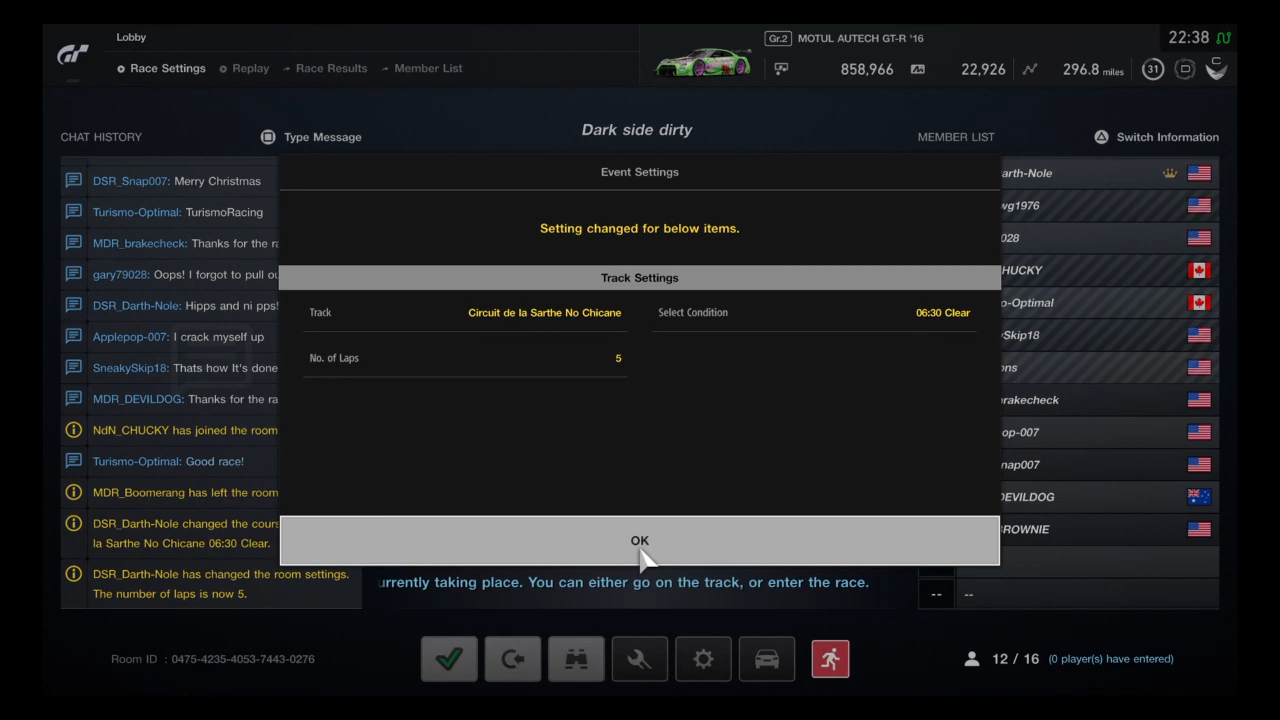 Lobby
Gr.2 MOTUL AUTECH GT-R '16
22:38
Race Settings Replay Race Results Member List
858,966 22,926 296.8 miles 31
CHAT HISTORY Type Message
Dark side dirty
MEMBER LIST Switch Information
DSR_Snap007: Merry Christmas
Turismo-Optimal: TurismoRacing
MDR_brakecheck: Thanks for the ra
gary79028: Oops! I forgot to pull ou
DSR_Darth-Nole: Hipps and ni pps!
Applepop-007: I crack myself up
SneakySkip18: Thats how It's done
MDR_DEVILDOG: Thanks for the ra
NdN_CHUCKY has joined the room
Turismo-Optimal: Good race!
MDR_Boomerang has left the room
DSR_Darth-Nole changed the cours
la Sarthe No Chicane 06:30 Clear.
DSR_Darth-Nole has changed the room settings.
The number of laps is now 5.
Event Settings
Setting changed for below items.
Track Settings
Track Circuit de la Sarthe No Chicane
Select Condition 06:30 Clear
No. of Laps 5
OK
urrently taking place. You can either go on the track, or enter the race.
arth-Nole
wg1976
028
HUCKY
o-Optimal
Skip18
ons
rakecheck
op-007
nap007
DEVILDOG
ROWNIE
-- --
Room ID : 0475-4235-4053-7443-0276
12 / 16 (0 player(s) have entered)